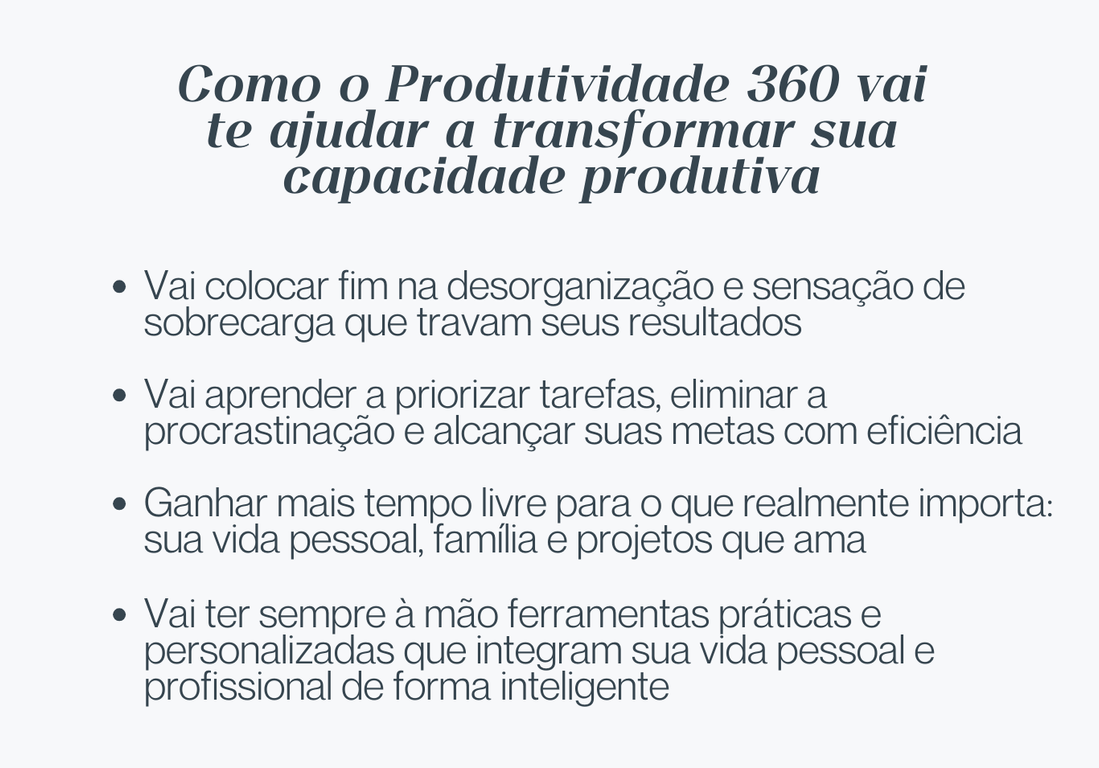 Como o Produtividade 360 vai
te ajudar a transformar sua
capacidade produtiva
• Vai colocar fim na desorganização e sensação de
sobrecarga que travam seus resultados
• Vai aprender a priorizar tarefas, eliminar a
procrastinação e alcançar suas metas com eficiência
• Ganhar mais tempo livre para o que realmente importa:
sua vida pessoal, família e projetos que ama
• Vai ter sempre à mão ferramentas práticas e
personalizadas que integram sua vida pessoal e
profissional de forma inteligente